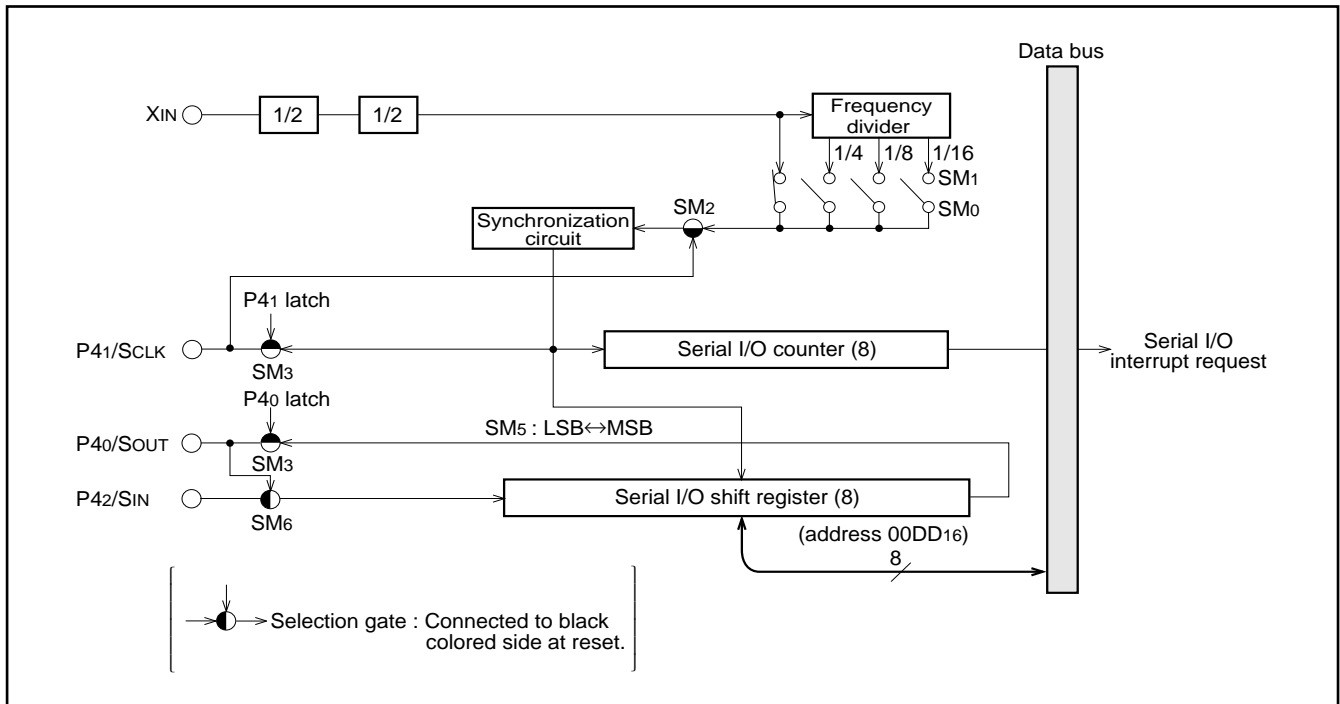 Data bus
XIN
1/2
1/2
Frequency
divider
1/4
1/8
1/16
SM1
SM0
SM2
Synchronization
circuit
P41 latch
P41/SCLK
SM3
Serial I/O counter (8)
Serial I/O
interrupt request
P40 latch
P40/SOUT
SM3
SM5 : LSB↔MSB
P42/SIN
SM6
Serial I/O shift register (8)
(address 00DD16)
8
Selection gate : Connected to black
colored side at reset.